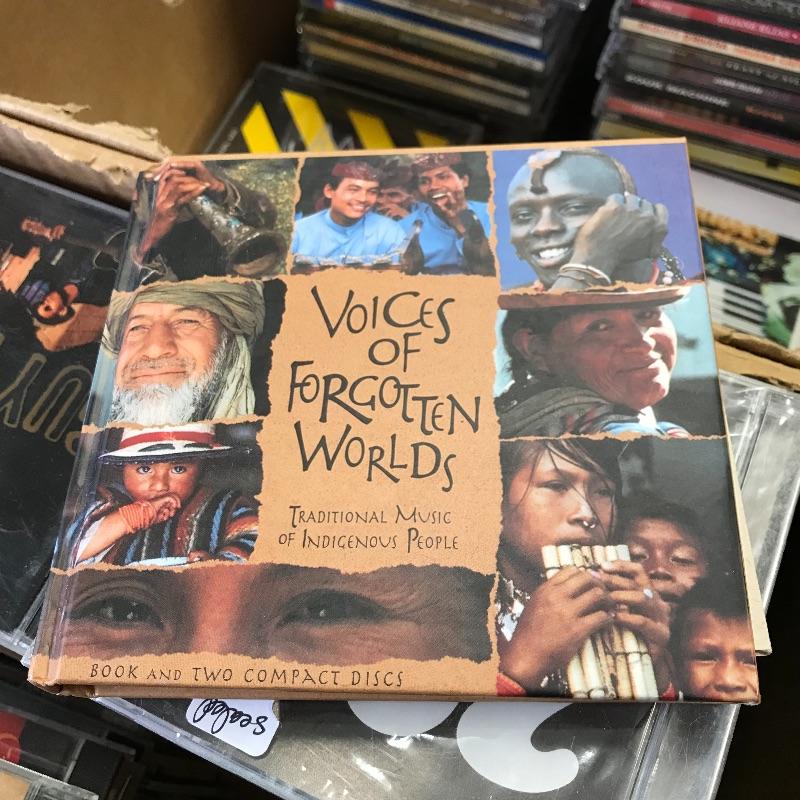 VOICES
OF
FORGOTTEN
WORLDS
TRADITIONAL MUSIC
OF INDIGENOUS PEOPLE
BOOK AND TWO COMPACT DISCS
sealed